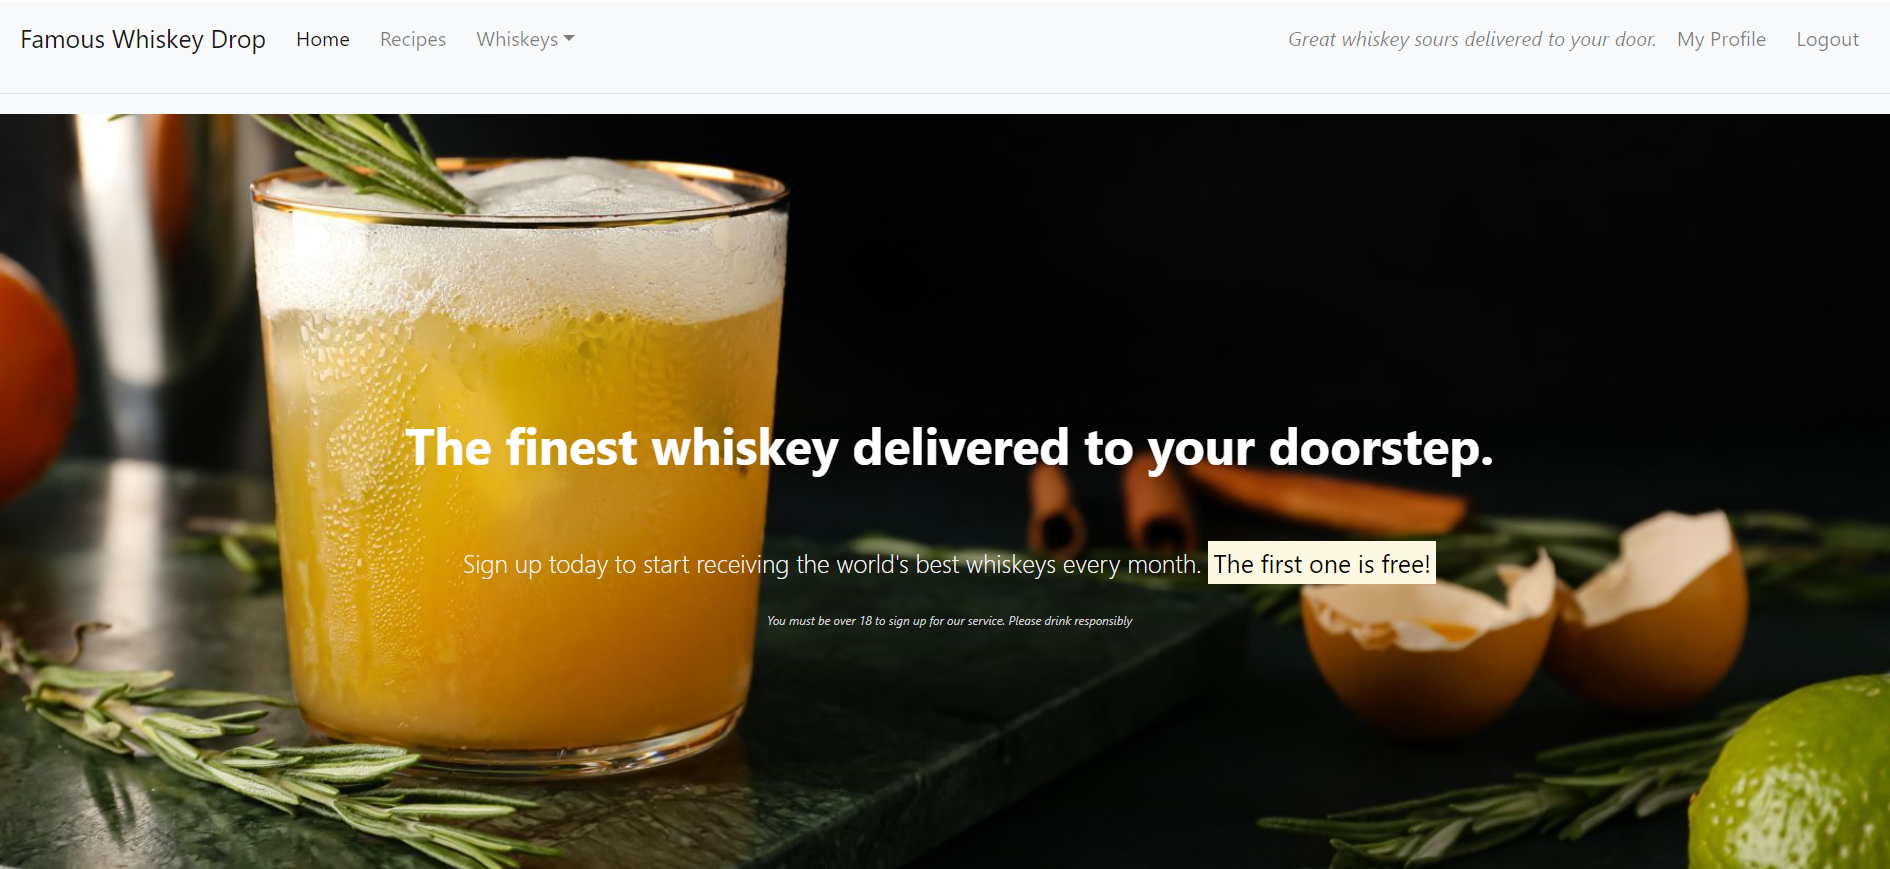 Famous Whiskey Drop Home Recipes Whiskeys Great whiskey sours delivered to your door. My Profile Logout
The finest whiskey delivered to your doorstep.
Sign up today to start receiving the world's best whiskeys every month. The first one is free!
You must be over 18 to sign up for our service. Please drink responsibly